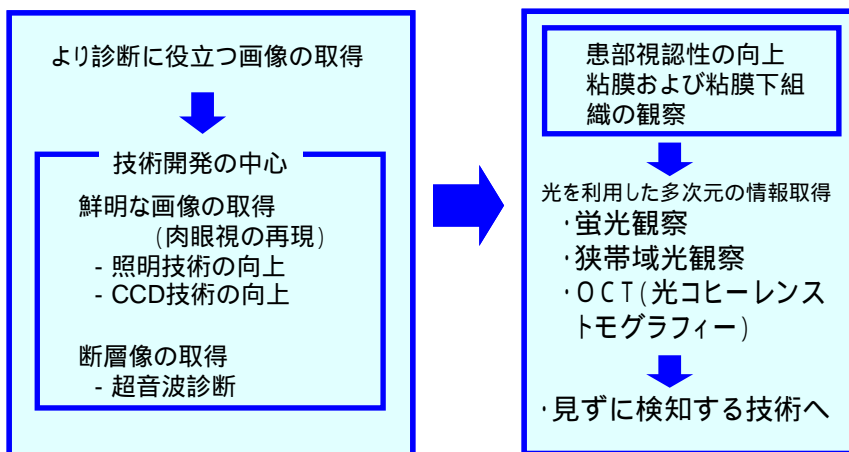 より診断に役立つ画像の取得
技術開発の中心
鮮明な画像の取得
(肉眼視の再現)
- 照明技術の向上
- CCD技術の向上
断層像の取得
- 超音波診断
患部視認性の向上
粘膜および粘膜下組
織の観察
光を利用した多次元の情報取得
・蛍光観察
・狭帯域光観察
・OCT(光コヒーレンス
トモグラフィー)
・見ずに検知する技術へ